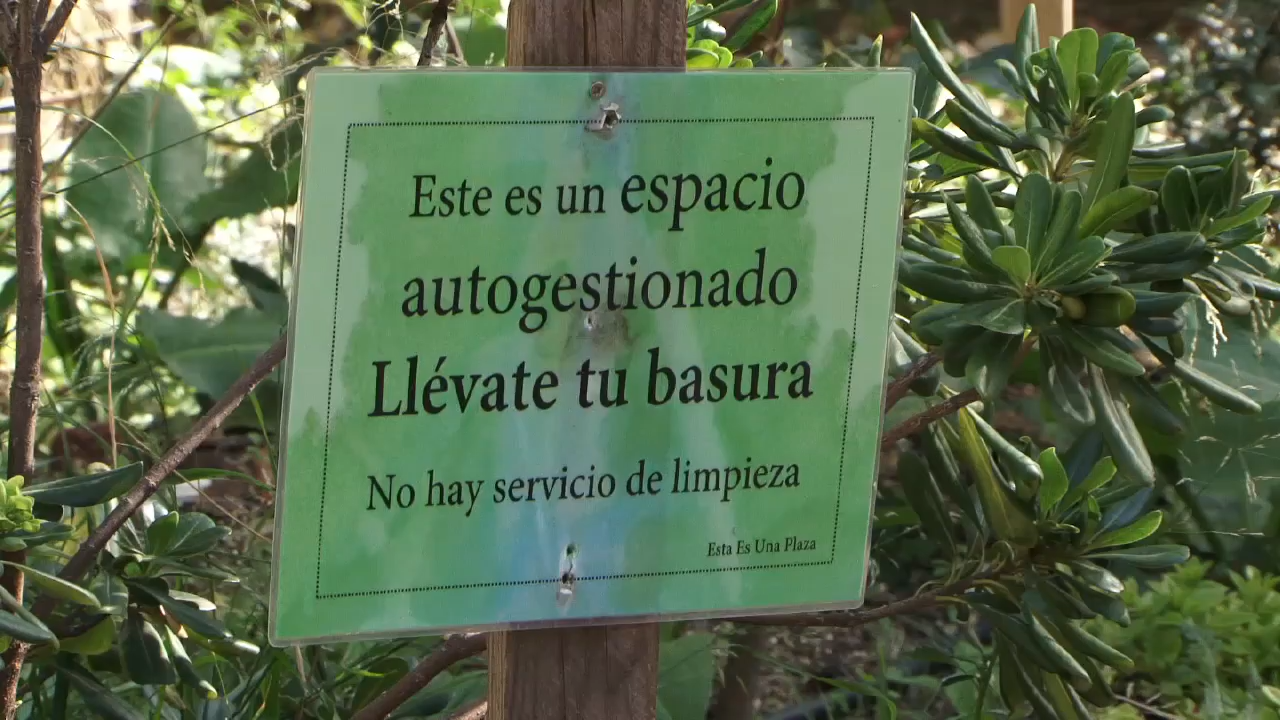 Este es un espacio
autogestionado
Llévate tu basura
No hay servicio de limpieza
Esta Es Una Plaza